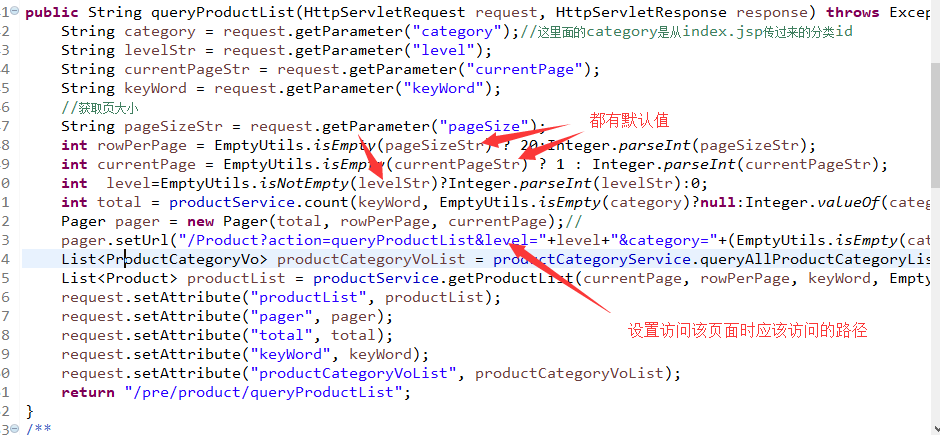 41 public String queryProductList(HttpServletRequest request, HttpServletResponse response) throws Excep
2 String category = request.getParameter("category");//这里面的category是从index.jsp传过来的分类id
3 String levelStr = request.getParameter("level");
4 String currentPageStr = request.getParameter("currentPage");
5 String keyWord = request.getParameter("keyWord");
6 //获取页大小
7 String pageSizeStr = request.getParameter("pageSize");
都有默认值
8 int rowPerPage = EmptyUtils.isEmpty(pageSizeStr) ? 20:Integer.parseInt(pageSizeStr);
9 int currentPage = EmptyUtils.isEmpty(currentPageStr) ? 1 : Integer.parseInt(currentPageStr);
0 int level=EmptyUtils.isNotEmpty(levelStr)?Integer.parseInt(levelStr):0;
1 int total = productService.count(keyWord, EmptyUtils.isEmpty(category)?null:Integer.valueOf(categ
2 Pager pager = new Pager(total, rowPerPage, currentPage);//
3 pager.setUrl("/Product?action=queryProductList&level="+level+"&category="+(EmptyUtils.isEmpty(cat
4 List<ProductCategoryVo> productCategoryVoList = productCategoryService.queryAllProductCategoryLis
5 List<Product> productList = productService.getProductList(currentPage, rowPerPage, keyWord, Empty
6 request.setAttribute("productList", productList);
7 request.setAttribute("pager", pager);
设置访问该页面时应该访问的路径
8 request.setAttribute("total", total);
9 request.setAttribute("keyWord", keyWord);
0 request.setAttribute("productCategoryVoList", productCategoryVoList);
1 return "/pre/product/queryProductList";
2 }
3 /**